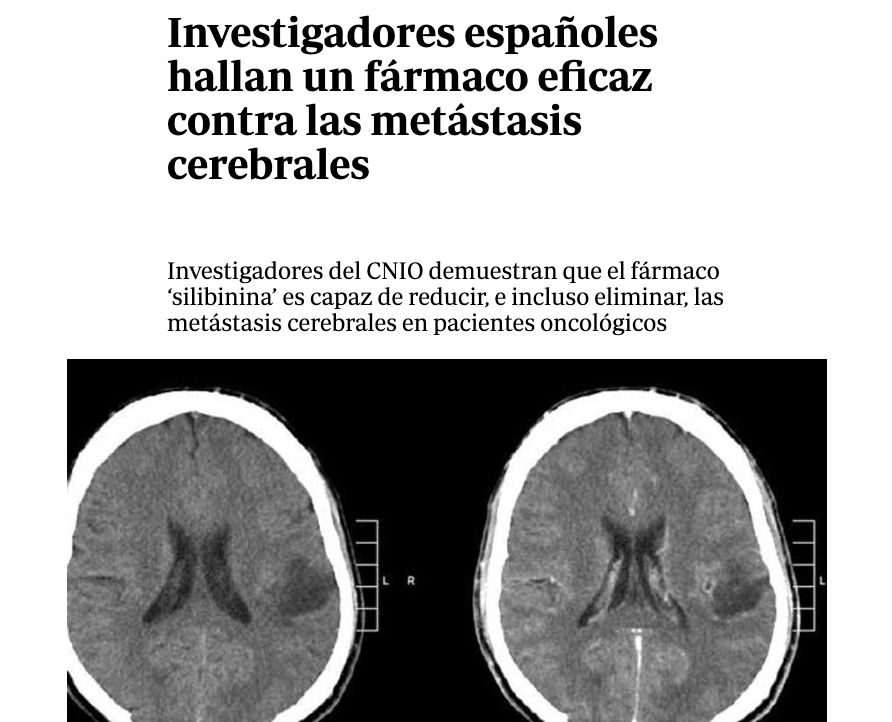 Investigadores españoles
hallan un fármaco eficaz
contra las metástasis
cerebrales
Investigadores del CNIO demuestran que el fármaco
‘silibinina’ es capaz de reducir, e incluso eliminar, las
metástasis cerebrales en pacientes oncológicos
L R
L